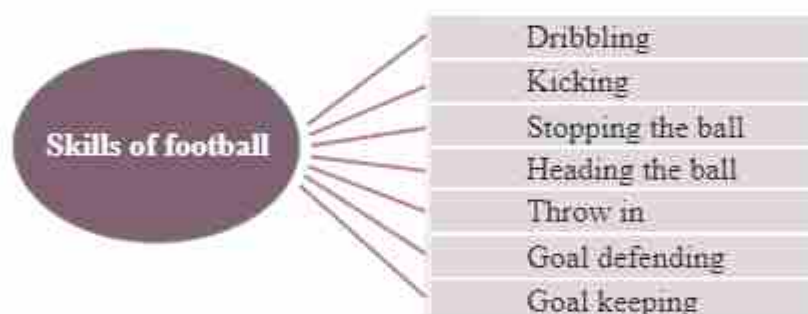 Skills of football
Dribbling
Kicking
Stopping the ball
Heading the ball
Throw in
Goal defending
Goal keeping